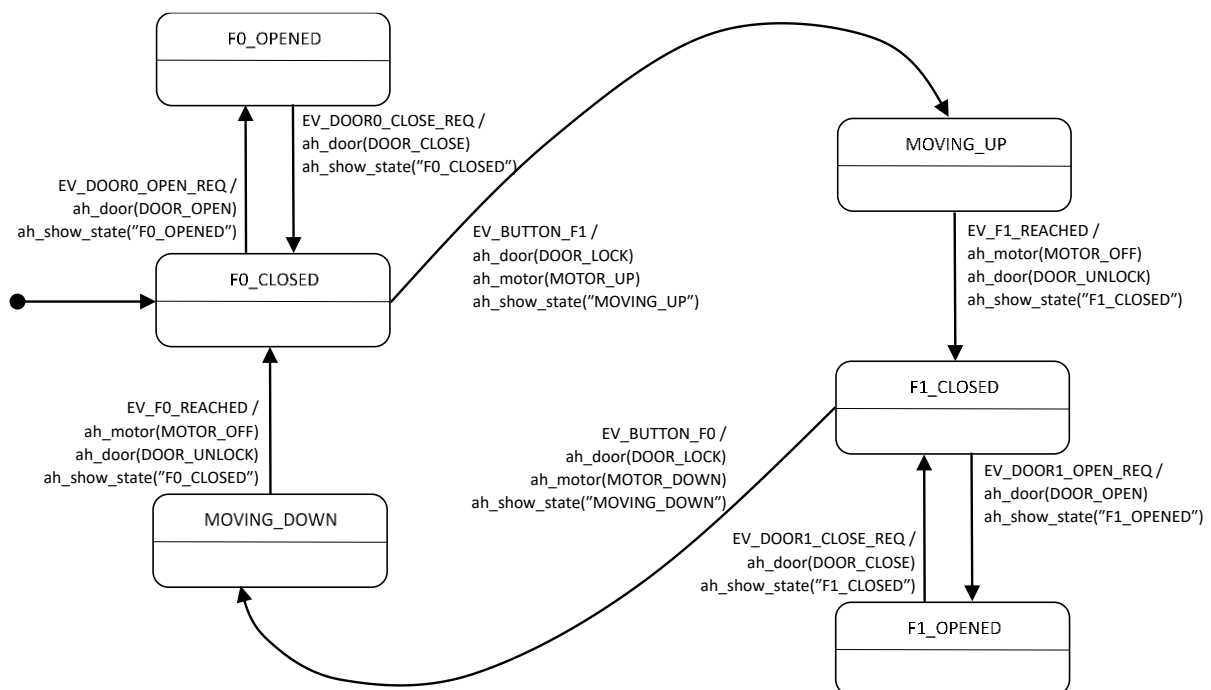 F0_OPENED
EV_DOOR0_CLOSE_REQ /
ah_door(DOOR_CLOSE)
ah_show_state(”F0_CLOSED”)
EV_DOOR0_OPEN_REQ /
ah_door(DOOR_OPEN)
ah_show_state(”F0_OPENED”)
F0_CLOSED
EV_BUTTON_F1 /
ah_door(DOOR_LOCK)
ah_motor(MOTOR_UP)
ah_show_state(”MOVING_UP”)
MOVING_UP
EV_F1_REACHED /
ah_motor(MOTOR_OFF)
ah_door(DOOR_UNLOCK)
ah_show_state(”F1_CLOSED”)
F1_CLOSED
EV_F0_REACHED /
ah_motor(MOTOR_OFF)
ah_door(DOOR_UNLOCK)
ah_show_state(”F0_CLOSED”)
MOVING_DOWN
EV_BUTTON_F0 /
ah_door(DOOR_LOCK)
ah_motor(MOTOR_DOWN)
ah_show_state(”MOVING_DOWN”)
EV_DOOR1_OPEN_REQ /
ah_door(DOOR_OPEN)
ah_show_state(”F1_OPENED”)
EV_DOOR1_CLOSE_REQ /
ah_door(DOOR_CLOSE)
ah_show_state(”F1_CLOSED”)
F1_OPENED